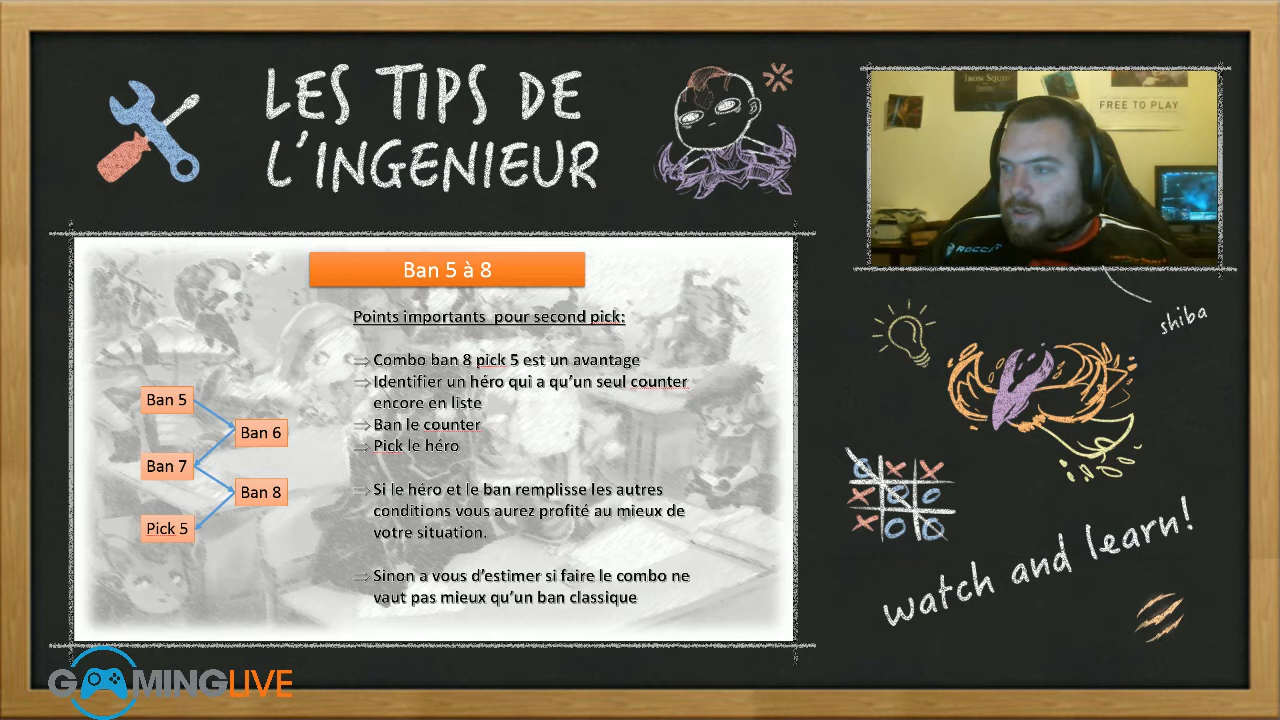 LES TIPS DE
L'INGENIEUR
FREE TO PLAY
ROCCAT
shiba
Ban 5 à 8
Points importants pour second pick:
Combo ban 8 pick 5 est un avantage
Identifier un héro qui a qu'un seul counter
encore en liste
Ban le counter
Pick le héro
Si le héro et le ban remplisse les autres
conditions vous aurez profité au mieux de
votre situation.
Sinon a vous d'estimer si faire le combo ne
vaut pas mieux qu'un ban classique
Ban 5
Ban 6
Ban 7
Ban 8
Pick 5
watch and learn!
GAMINGLIVE